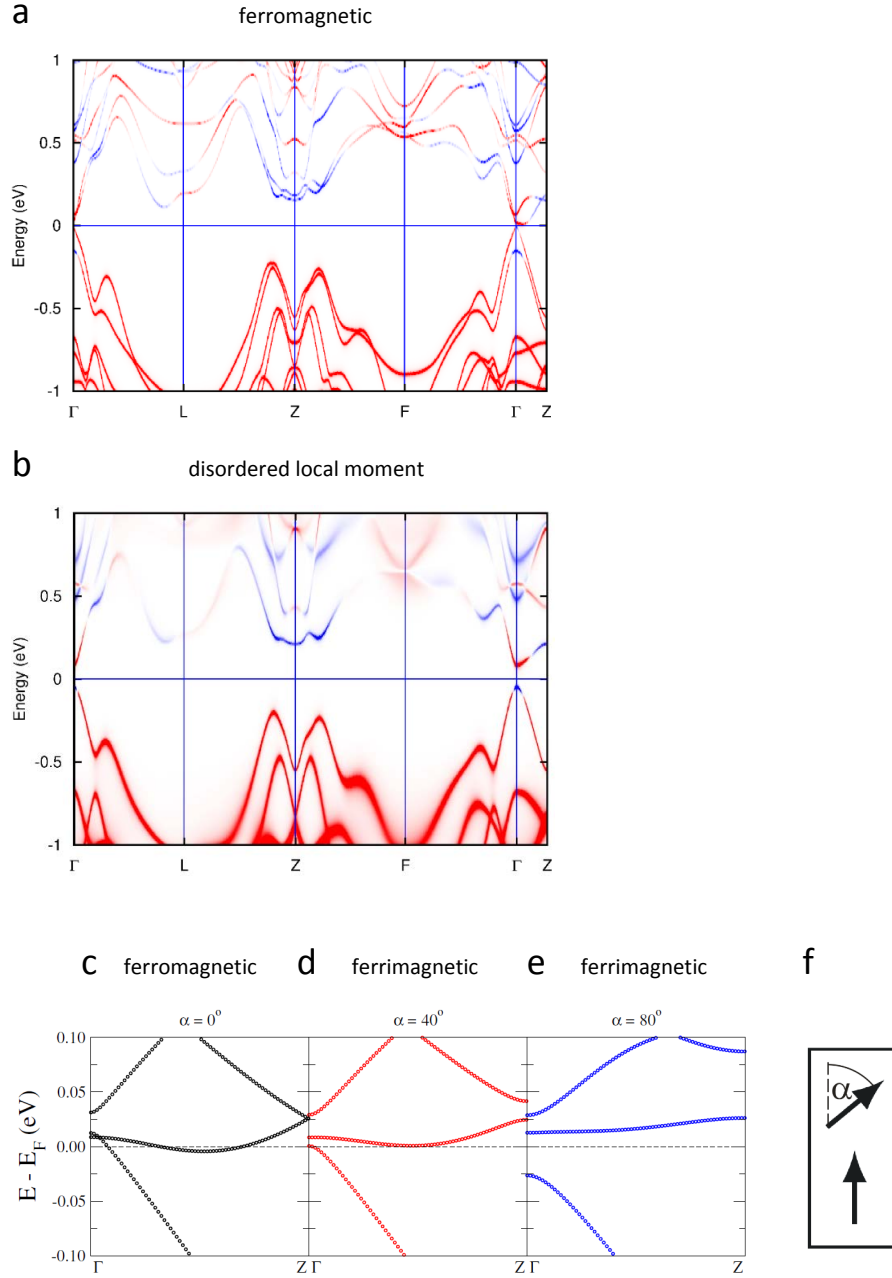 a
ferromagnetic
1
0.5
0
-0.5
-1
Energy (eV)
Γ L Z F Γ Z
b
disordered local moment
1
0.5
0
-0.5
-1
Energy (eV)
Γ L Z F Γ Z
c ferromagnetic d ferrimagnetic e ferrimagnetic f
α = 0° α = 40° α = 80°
0.10
0.05
0.00
-0.05
-0.10
E - E_F (eV)
Γ Z Γ Z Γ Z
α